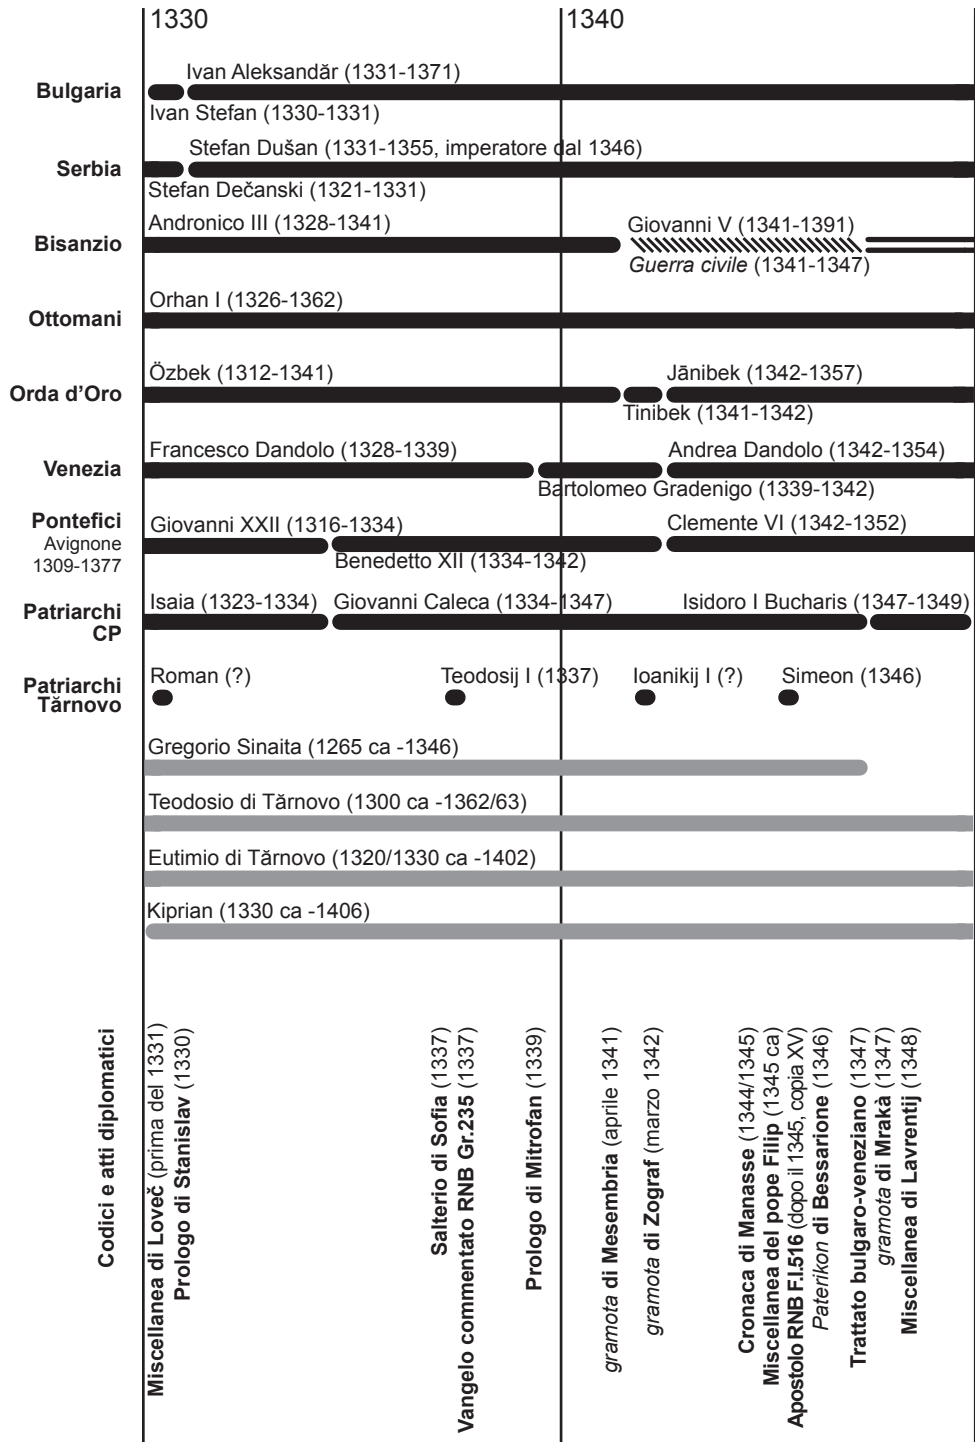 1330
1340
Bulgaria
Ivan Aleksandăr (1331-1371)
Ivan Stefan (1330-1331)
Serbia
Stefan Dušan (1331-1355, imperatore dal 1346)
Stefan Dečanski (1321-1331)
Bisanzio
Andronico III (1328-1341)
Giovanni V (1341-1391)
Guerra civile (1341-1347)
Ottomani
Orhan I (1326-1362)
Orda d’Oro
Özbek (1312-1341)
Jānibek (1342-1357)
Tinibek (1341-1342)
Venezia
Francesco Dandolo (1328-1339)
Andrea Dandolo (1342-1354)
Bartolomeo Gradenigo (1339-1342)
Pontefici
Avignone
1309-1377
Giovanni XXII (1316-1334)
Clemente VI (1342-1352)
Benedetto XII (1334-1342)
Patriarchi
CP
Isaia (1323-1334)
Giovanni Caleca (1334-1347)
Isidoro I Bucharis (1347-1349)
Patriarchi
Tărnovo
Roman (?)
Teodosij I (1337)
Ioanikij I (?)
Simeon (1346)
Gregorio Sinaita (1265 ca -1346)
Teodosio di Tărnovo (1300 ca -1362/63)
Eutimio di Tărnovo (1320/1330 ca -1402)
Kiprian (1330 ca -1406)
Codici e atti diplomatici
Miscellanea di Loveč (prima del 1331)
Prologo di Stanislav (1330)
Salterio di Sofia (1337)
Vangelo commentato RNB Gr.235 (1337)
Prologo di Mitrofan (1339)
gramota di Mesembria (aprile 1341)
gramota di Zograf (marzo 1342)
Cronaca di Manasse (1344/1345)
Miscellanea del pope Filip (1345 ca)
Apostolo RNB F.I.516 (dopo il 1345, copia XV)
Paterikon di Bessarione (1346)
Trattato bulgaro-veneziano (1347)
gramota di Mrakà (1347)
Miscellanea di Lavrentij (1348)